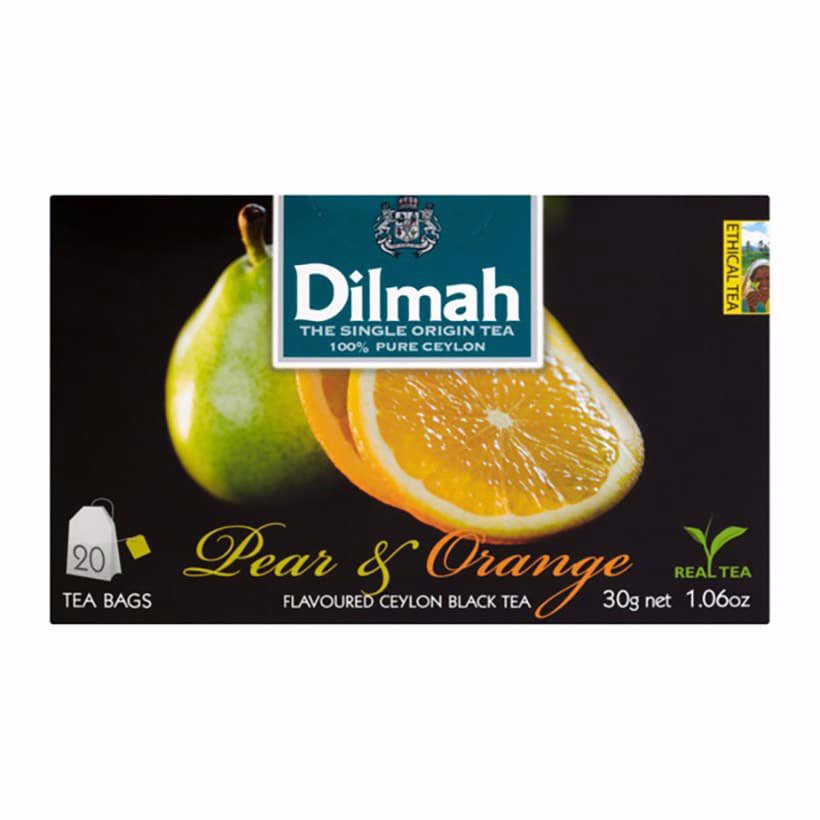 Dilmah
THE SINGLE ORIGIN TEA
100% PURE CEYLON
ETHICAL TEA
20
TEA BAGS
Pear & Orange
FLAVOURED CEYLON BLACK TEA
REAL TEA
30g net 1.06oz